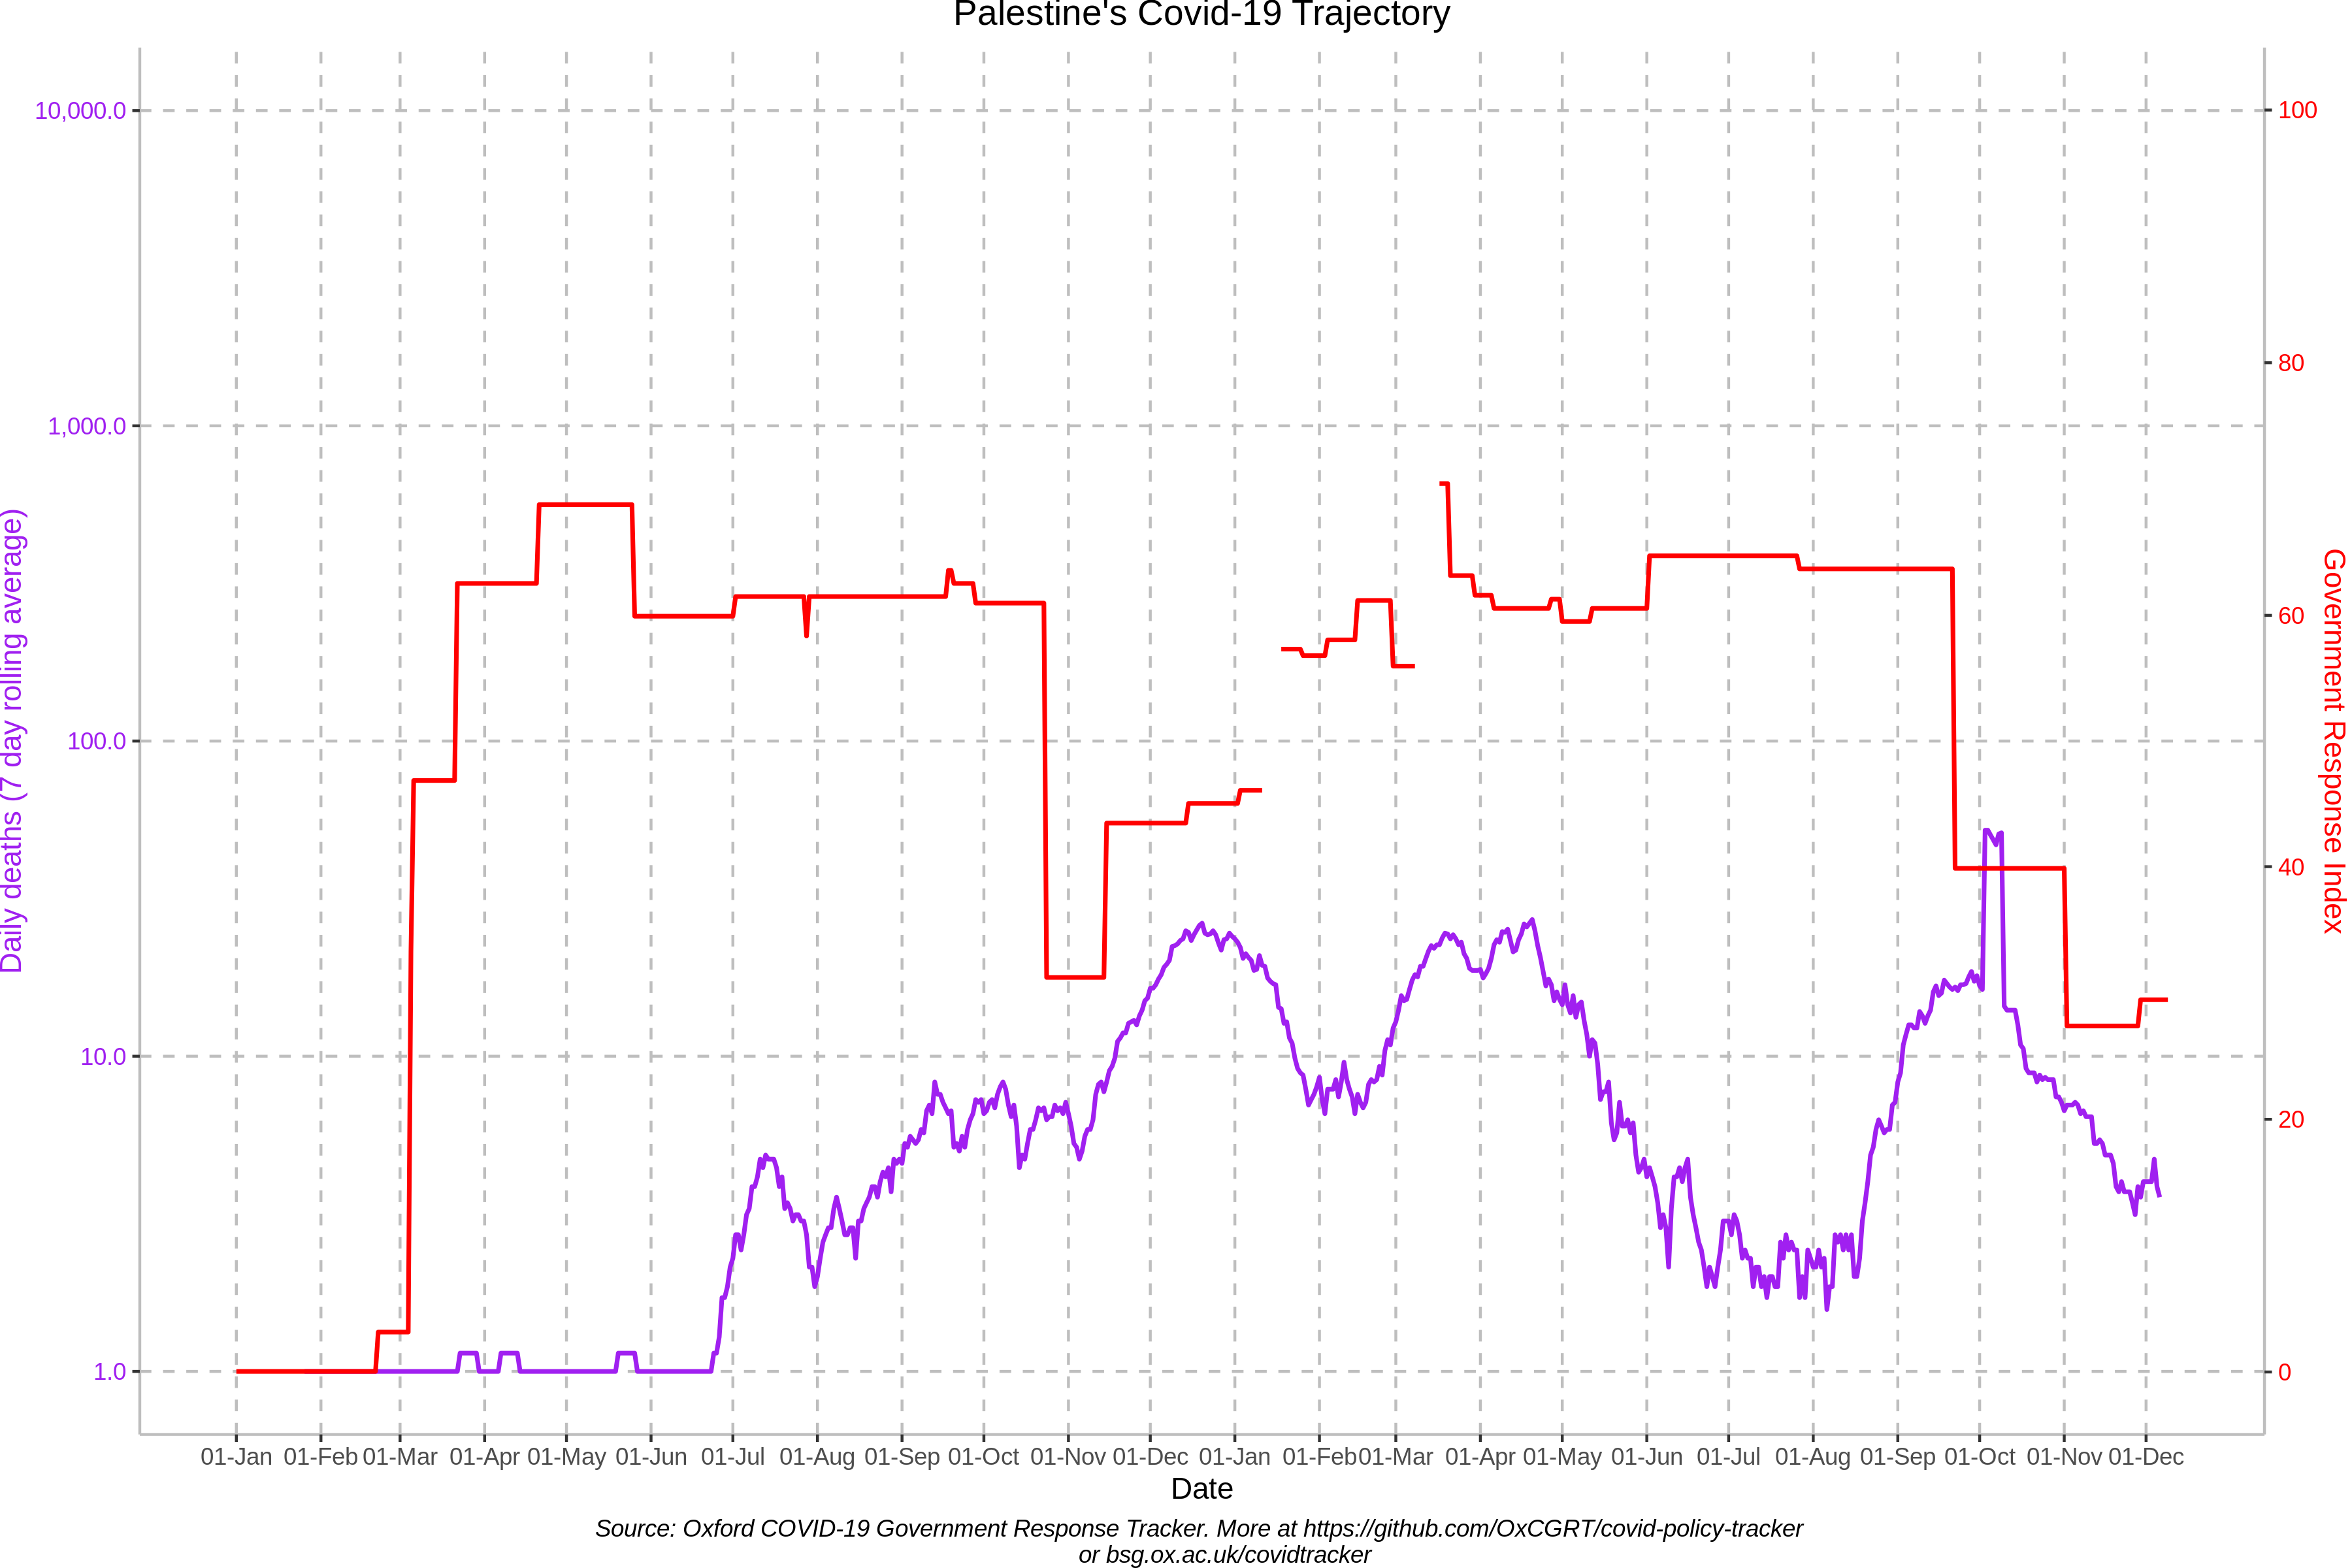 Palestine's Covid-19 Trajectory
10,000.0
1,000.0
100.0
10.0
1.0
Daily deaths (7 day rolling average)
100
80
60
40
20
0
Government Response Index
01-Jan 01-Feb 01-Mar 01-Apr 01-May 01-Jun 01-Jul 01-Aug 01-Sep 01-Oct 01-Nov 01-Dec 01-Jan 01-Feb 01-Mar 01-Apr 01-May 01-Jun 01-Jul 01-Aug 01-Sep 01-Oct 01-Nov 01-Dec
Date
Source: Oxford COVID-19 Government Response Tracker. More at https://github.com/OxCGRT/covid-policy-tracker
or bsg.ox.ac.uk/covidtracker